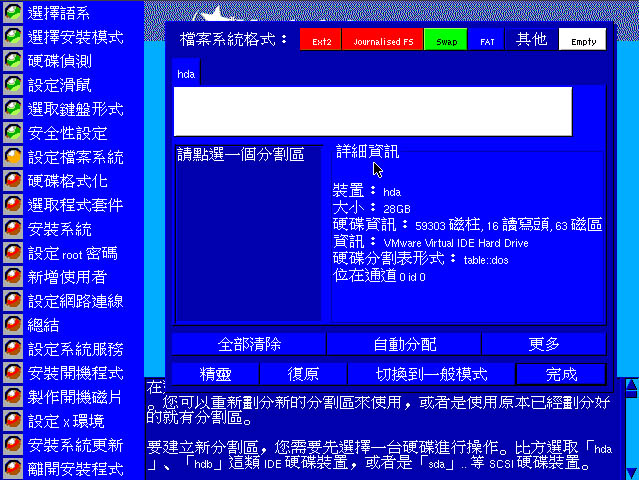 選擇語系
選擇安裝模式
硬碟偵測
設定滑鼠
選取鍵盤形式
安全性設定
設定檔案系統
硬碟格式化
選取程式套件
安裝系統
設定 root 密碼
新增使用者
設定網路連線
總結
設定系統服務
安裝開機程式
製作開機磁片
設定 X 環境
安裝系統更新
離開安裝程式
檔案系統格式： Ext2 Journalised FS Swap FAT 其他 Empty
hda
請點選一個分割區
詳細資訊
裝置：hda
大小：28GB
硬碟資訊：59303 磁柱, 16 讀寫頭, 63 磁區
資訊：VMware Virtual IDE Hard Drive
硬碟分割表形式：table::dos
位在通道 0 id 0
全部清除 自動分配 更多
精靈 復原 切換到一般模式 完成
。您可以重新劃分新的分割區來使用，或者是使用原本已經劃分好
的就有分割區。
要建立新分割區，您需要先選擇一台硬碟進行操作。比方選取「hda
」、「hdb」這類 IDE 硬碟裝置，或者是「sda」.. 等 SCSI 硬碟裝置。